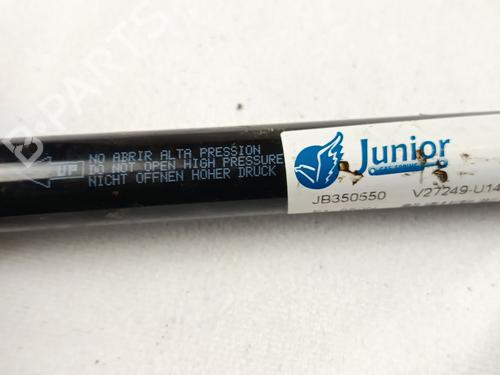 NO ABRIR ALTA PRESSION
UP DO NOT OPEN HIGH PRESSURE
NICHT OFFNEN HOHER DRUCK
Junior
JB350550 V27249-U14
B PARTS